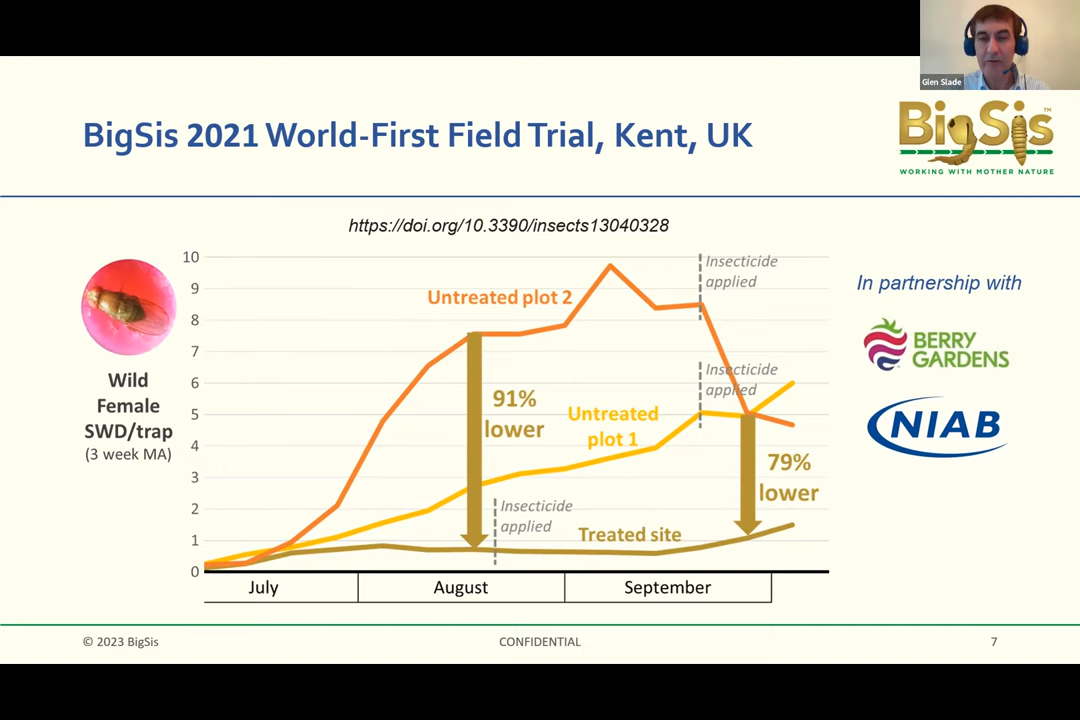 Glen Slade
BigSis 2021 World-First Field Trial, Kent, UK
BigSis™
WORKING WITH MOTHER NATURE
https://doi.org/10.3390/insects13040328
10
9
8
7
6
5
4
3
2
1
0
Wild
Female
SWD/trap
(3 week MA)
Untreated plot 2
Insecticide
applied
Insecticide
applied
91%
lower
Untreated
plot 1
79%
lower
Insecticide
applied
Treated site
July
August
September
In partnership with
BERRY
GARDENS
NIAB
© 2023 BigSis
CONFIDENTIAL
7